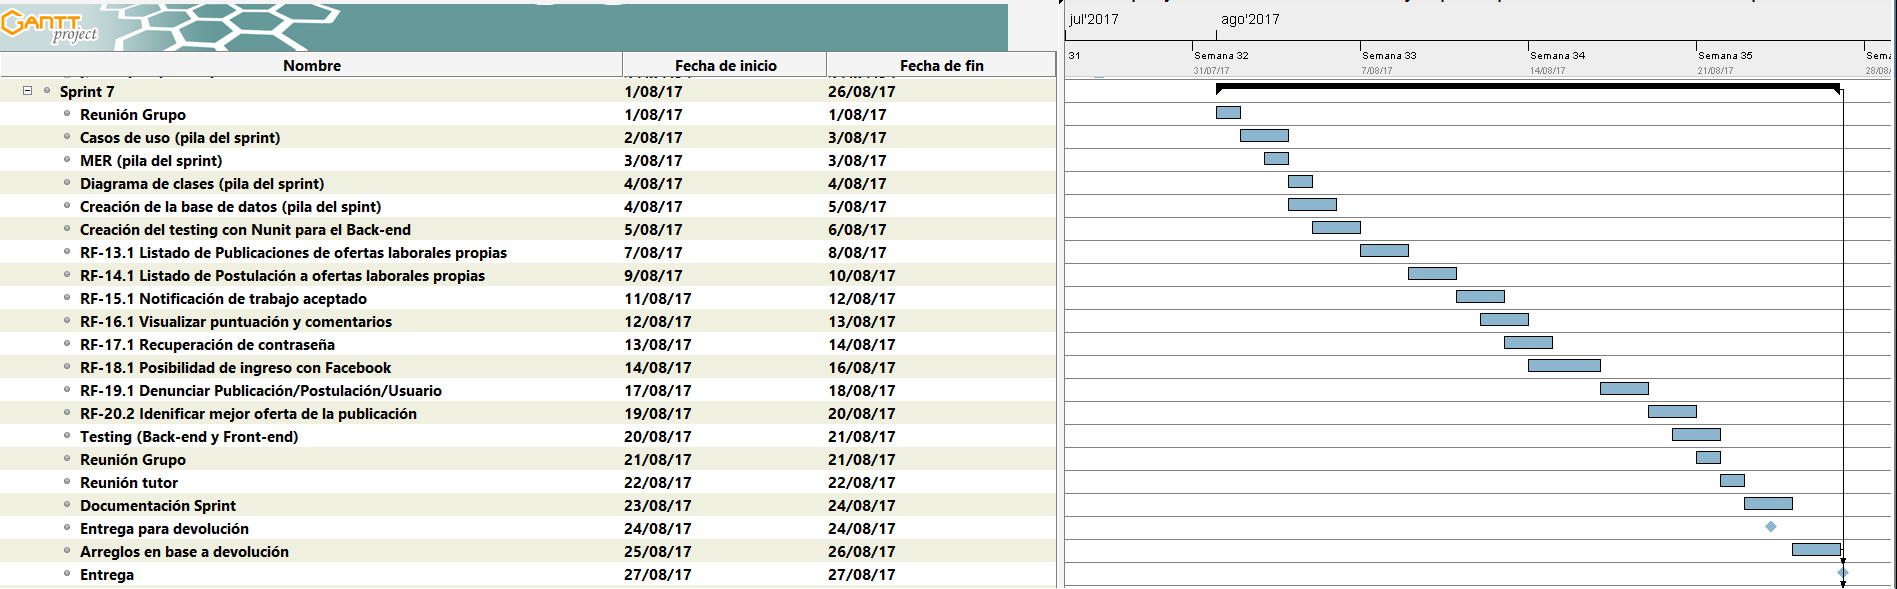 GANTT
project
jul'2017 ago'2017
31 Semana 32 Semana 33 Semana 34 Semana 35 Sema
31/07/17 7/08/17 14/08/17 21/08/17 28/08/
Nombre Fecha de inicio Fecha de fin
Sprint 7 1/08/17 26/08/17
Reunión Grupo 1/08/17 1/08/17
Casos de uso (pila del sprint) 2/08/17 3/08/17
MER (pila del sprint) 3/08/17 3/08/17
Diagrama de clases (pila del sprint) 4/08/17 4/08/17
Creación de la base de datos (pila del spint) 4/08/17 5/08/17
Creación del testing con Nunit para el Back-end 5/08/17 6/08/17
RF-13.1 Listado de Publicaciones de ofertas laborales propias 7/08/17 8/08/17
RF-14.1 Listado de Postulación a ofertas laborales propias 9/08/17 10/08/17
RF-15.1 Notificación de trabajo aceptado 11/08/17 12/08/17
RF-16.1 Visualizar puntuación y comentarios 12/08/17 13/08/17
RF-17.1 Recuperación de contraseña 13/08/17 14/08/17
RF-18.1 Posibilidad de ingreso con Facebook 14/08/17 16/08/17
RF-19.1 Denunciar Publicación/Postulación/Usuario 17/08/17 18/08/17
RF-20.2 Idenificar mejor oferta de la publicación 19/08/17 20/08/17
Testing (Back-end y Front-end) 20/08/17 21/08/17
Reunión Grupo 21/08/17 21/08/17
Reunión tutor 22/08/17 22/08/17
Documentación Sprint 23/08/17 24/08/17
Entrega para devolución 24/08/17 24/08/17
Arreglos en base a devolución 25/08/17 26/08/17
Entrega 27/08/17 27/08/17